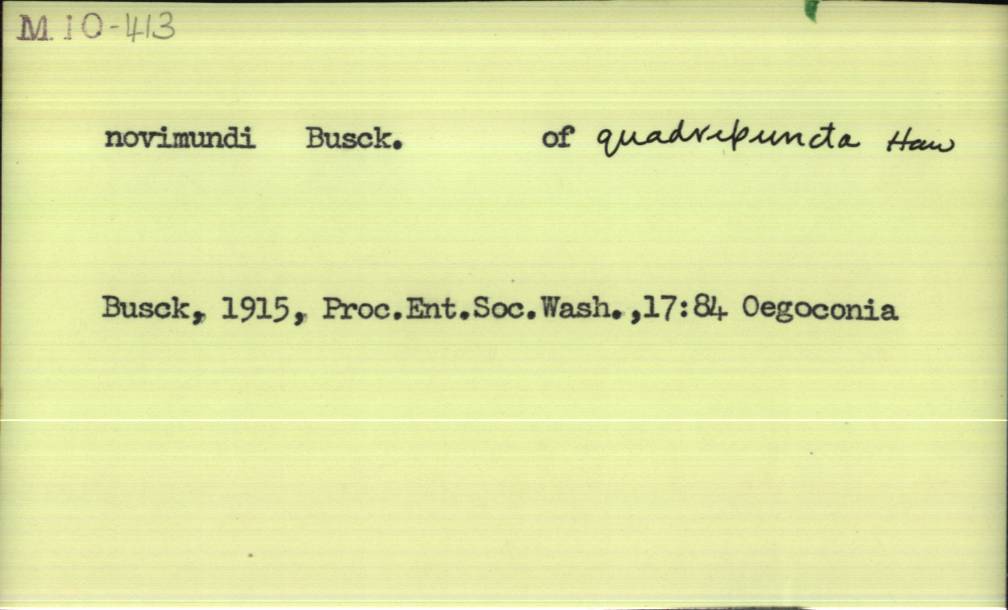 M 10-413
novimundi Busck. of quadripuncta Haw
Busck, 1915, Proc.Ent.Soc.Wash.,17:84 Oegoconia